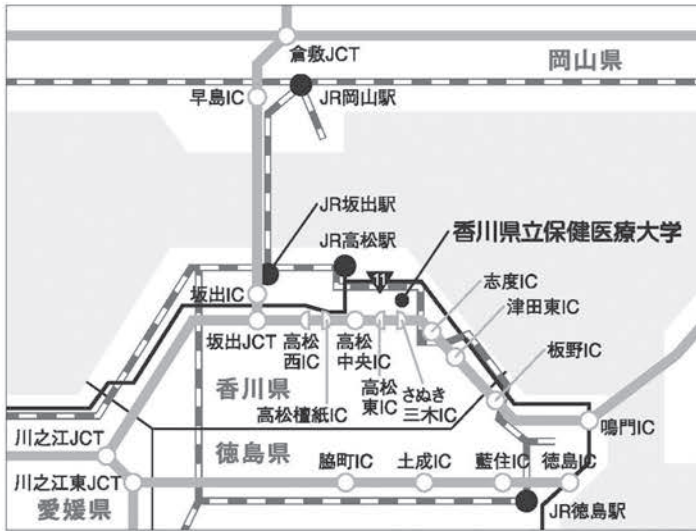 倉敷JCT
岡山県
早島IC
JR岡山駅
JR坂出駅
JR高松駅
香川県立保健医療大学
11
志度IC
坂出IC
津田東IC
坂出JCT
高松
西IC
高松
中央IC
板野IC
香川県
高松
東IC
さぬき
三木IC
高松檀紙IC
鳴門IC
川之江JCT
徳島県
脇町IC
土成IC
藍住IC
徳島IC
川之江東JCT
愛媛県
JR徳島駅